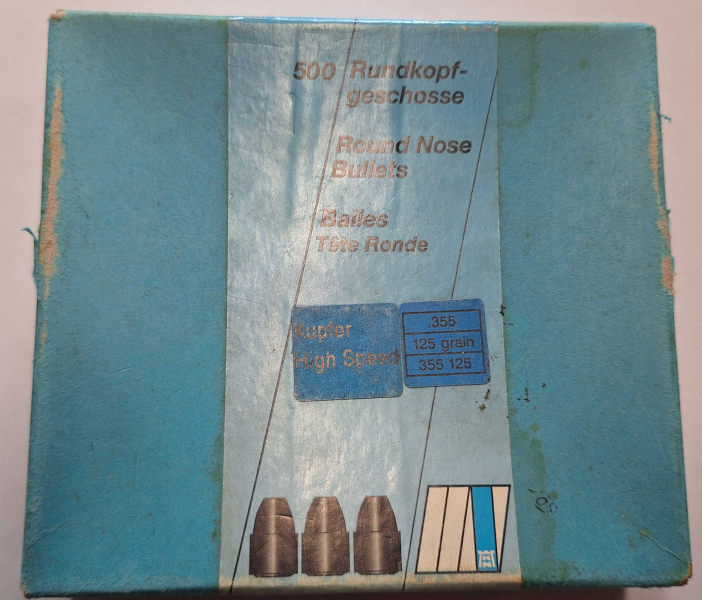 500 Rundkopf-
geschosse
Round Nose
Bullets
Balles
Tête Ronde
Kupfer
High Speed
.355
125 grain
355 125